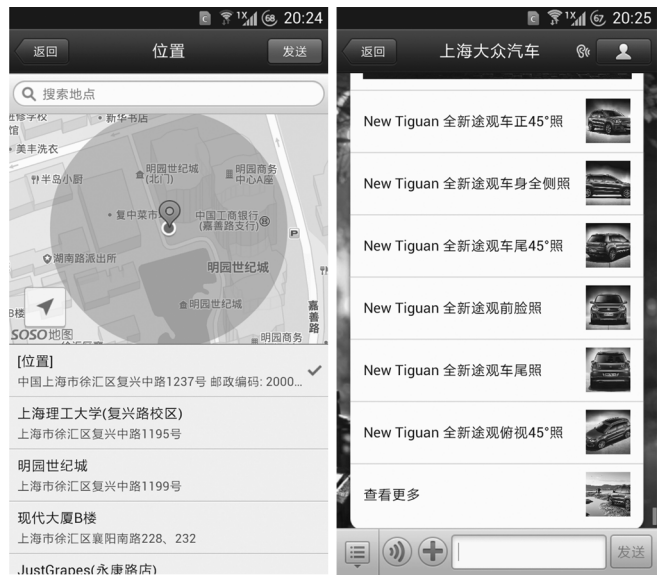 1X 68 20:24
返回 位置 发送
搜索地点
新华书店
馆
美丰洗衣
明园世纪城
(北门)
明园商务
中心A座
半岛小厨
复中菜市
中国工商银行
(嘉善路支行)
P
湖南路派出所
明园世纪城
明园世纪城
嘉善路
B楼
SOSO地图
明园商务
[位置]
中国上海市徐汇区复兴中路1237号 邮政编码: 2000...
上海理工大学(复兴路校区)
上海市徐汇区复兴中路1195号
明园世纪城
上海市徐汇区复兴中路1199号
现代大厦B楼
上海市徐汇区襄阳南路228、232
JustGrapes(永康路店)
1X 67 20:25
返回 上海大众汽车
New Tiguan 全新途观车正45°照
New Tiguan 全新途观车身全侧照
New Tiguan 全新途观车尾45°照
New Tiguan 全新途观前脸照
New Tiguan 全新途观车尾照
New Tiguan 全新途观俯视45°照
查看更多
发送